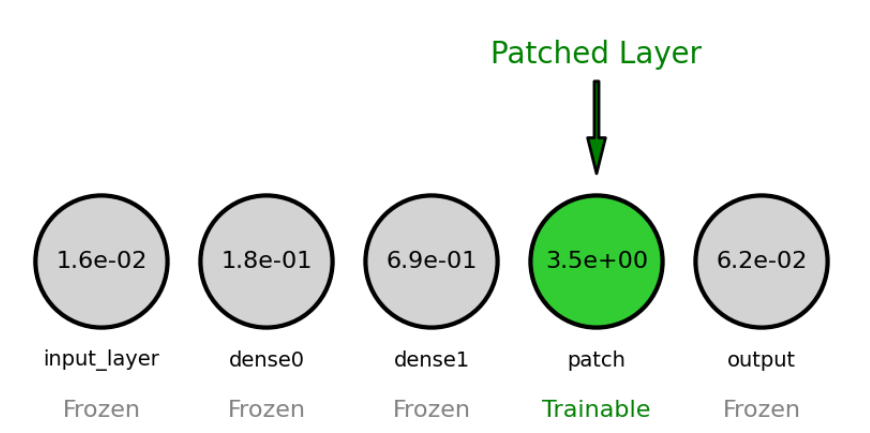 Patched Layer
1.6e-02 1.8e-01 6.9e-01 3.5e+00 6.2e-02
input_layer dense0 dense1 patch output
Frozen Frozen Frozen Trainable Frozen